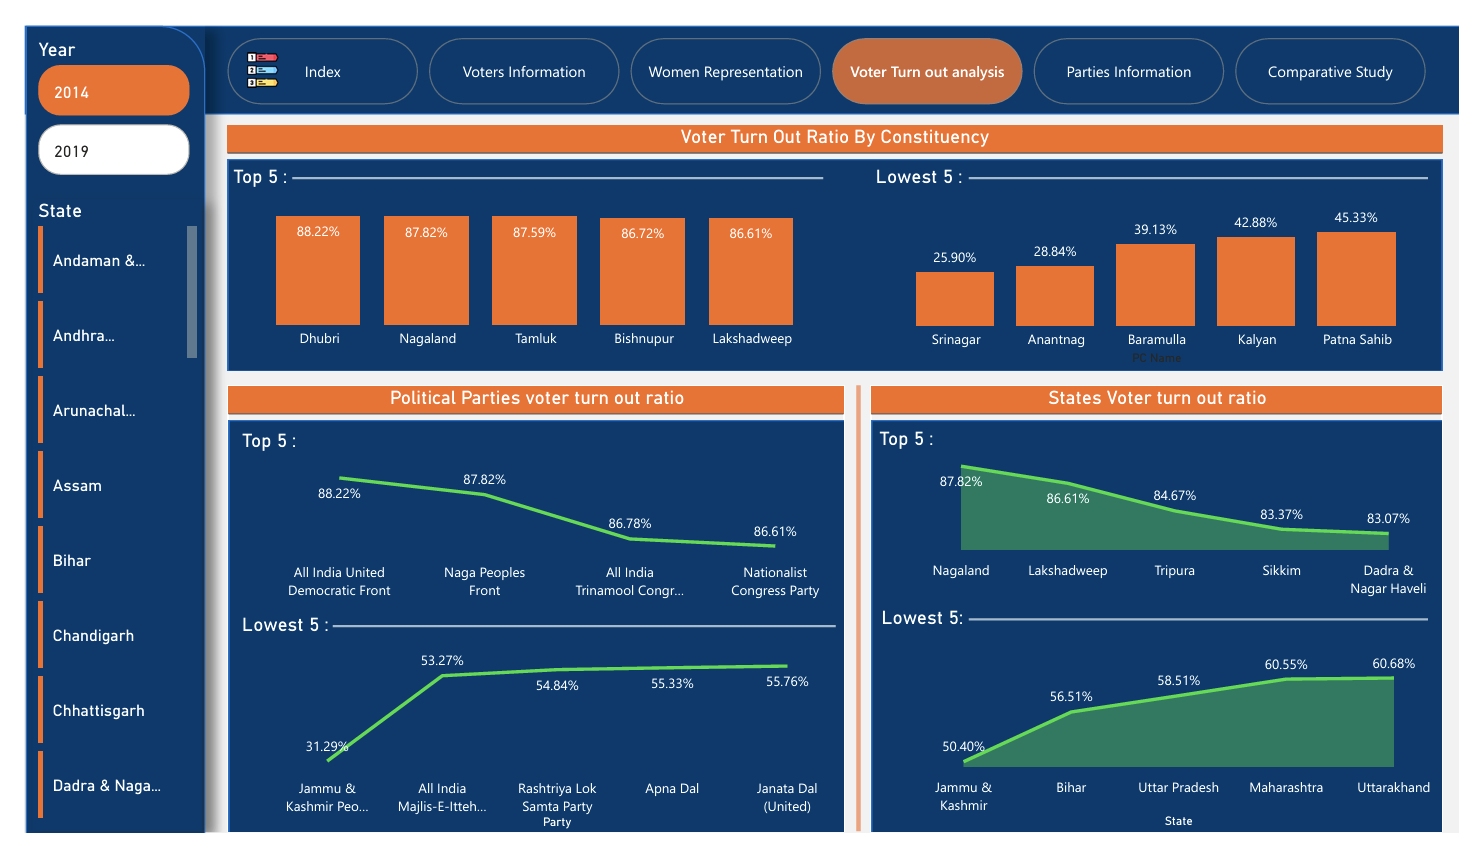 Year
2014
2019
State
Andaman &...
Andhra...
Arunachal...
Assam
Bihar
Chandigarh
Chhattisgarh
Dadra & Naga...
1
2
3
Index
Voters Information
Women Representation
Voter Turn out analysis
Parties Information
Comparative Study
Voter Turn Out Ratio By Constituency
Top 5 :
88.22% 87.82% 87.59% 86.72% 86.61%
Dhubri Nagaland Tamluk Bishnupur Lakshadweep
Lowest 5 :
25.90% 28.84% 39.13% 42.88% 45.33%
Srinagar Anantnag Baramulla Kalyan Patna Sahib
PC Name
Political Parties voter turn out ratio
Top 5 :
88.22% 87.82% 86.78% 86.61%
All India United Naga Peoples All India Nationalist
Democratic Front Front Trinamool Congr... Congress Party
Lowest 5 :
31.29% 53.27% 54.84% 55.33% 55.76%
Jammu & All India Rashtriya Lok Apna Dal Janata Dal
Kashmir Peo... Majlis-E-Itteh... Samta Party (United)
Party
States Voter turn out ratio
Top 5 :
87.82% 86.61% 84.67% 83.37% 83.07%
Nagaland Lakshadweep Tripura Sikkim Dadra &
Nagar Haveli
Lowest 5:
50.40% 56.51% 58.51% 60.55% 60.68%
Jammu & Bihar Uttar Pradesh Maharashtra Uttarakhand
Kashmir
State